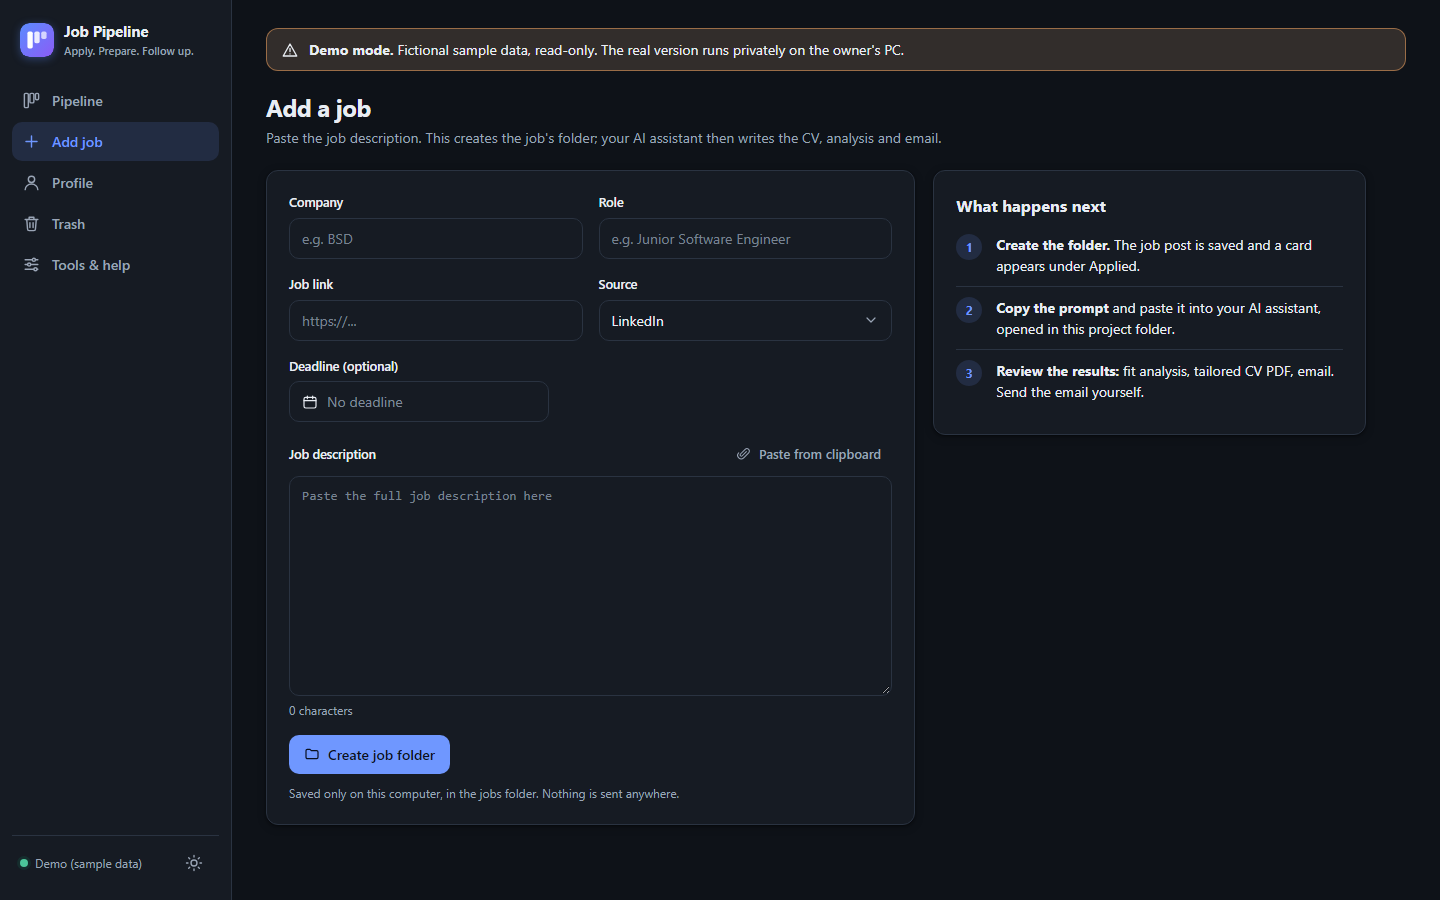 Job Pipeline
Apply. Prepare. Follow up.
Pipeline
Add job
Profile
Trash
Tools & help
Demo (sample data)
Demo mode. Fictional sample data, read-only. The real version runs privately on the owner's PC.
Add a job
Paste the job description. This creates the job's folder; your AI assistant then writes the CV, analysis and email.
Company
Role
e.g. BSD
e.g. Junior Software Engineer
Job link
Source
https://...
LinkedIn
Deadline (optional)
No deadline
Job description
Paste from clipboard
Paste the full job description here
0 characters
Create job folder
Saved only on this computer, in the jobs folder. Nothing is sent anywhere.
What happens next
1
Create the folder. The job post is saved and a card
appears under Applied.
2
Copy the prompt and paste it into your AI assistant,
opened in this project folder.
3
Review the results: fit analysis, tailored CV PDF, email.
Send the email yourself.